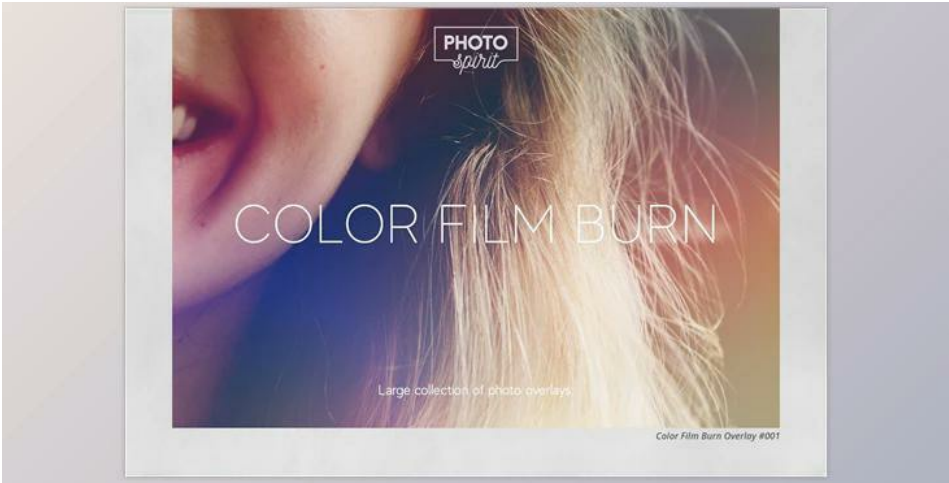 PHOTO
spirit
COLOR FILM BURN
Large collection of photo overlays
Color Film Burn Overlay #001